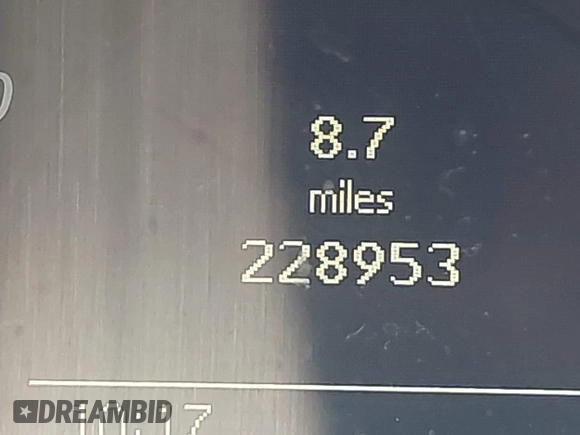 8.7
miles
228953
DREAMBID